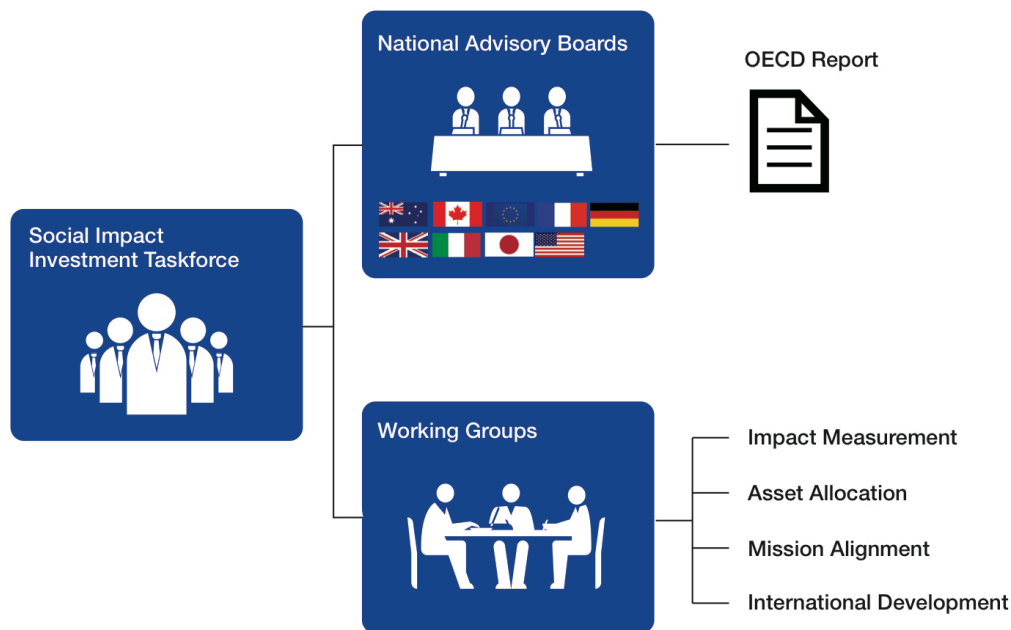 National Advisory Boards
OECD Report
Social Impact
Investment Taskforce
Working Groups
Impact Measurement
Asset Allocation
Mission Alignment
International Development